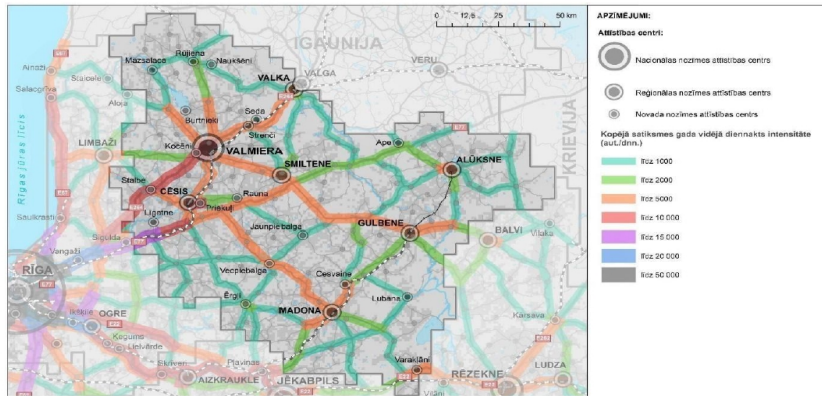 0 12,5 25 50 km
IGAUNIJA
VERU
Rūjiena
Naukšēni
Mazsalace
VALKA
VALGA
Ainaži
Staicele
Salacgrīva
Aloja
Burtnieki
Seda
Strenči
KRIEVIJA
LIMBAŽI
Kocēni
VALMIERA
Ape
ALŪKSNE
SMILTENE
Rīgas jūras līcis
Stalbe
CĒSIS
Rauna
Priekuļi
Līgatne
Saulkrasti
Sigulda
Jaunpiebalga
GULBENE
BALVI
Viļaka
Vangaži
RĪGA
Vecpiebalga
Cesvaine
Ērgļi
Lubāna
MADONA
Ikšķile
OGRE
Ķegums
Lielvārde
Kārsava
Skrīveri
Pļaviņas
Varakļāni
AIZKRAUKLE
JĒKABPILS
Viļāni
RĒZEKNE
LUDZA
APZĪMĒJUMI:
Attīstības centri:
Nacionālas nozīmes attīstības centrs
Reģionālas nozīmes attīstības centrs
Novada nozīmes attīstības centrs
Kopējā satiksmes gada vidējā diennakts intensitāte
(aut./dnn.)
līdz 1000
līdz 2000
līdz 5000
līdz 10 000
līdz 15 000
līdz 20 000
līdz 50 000